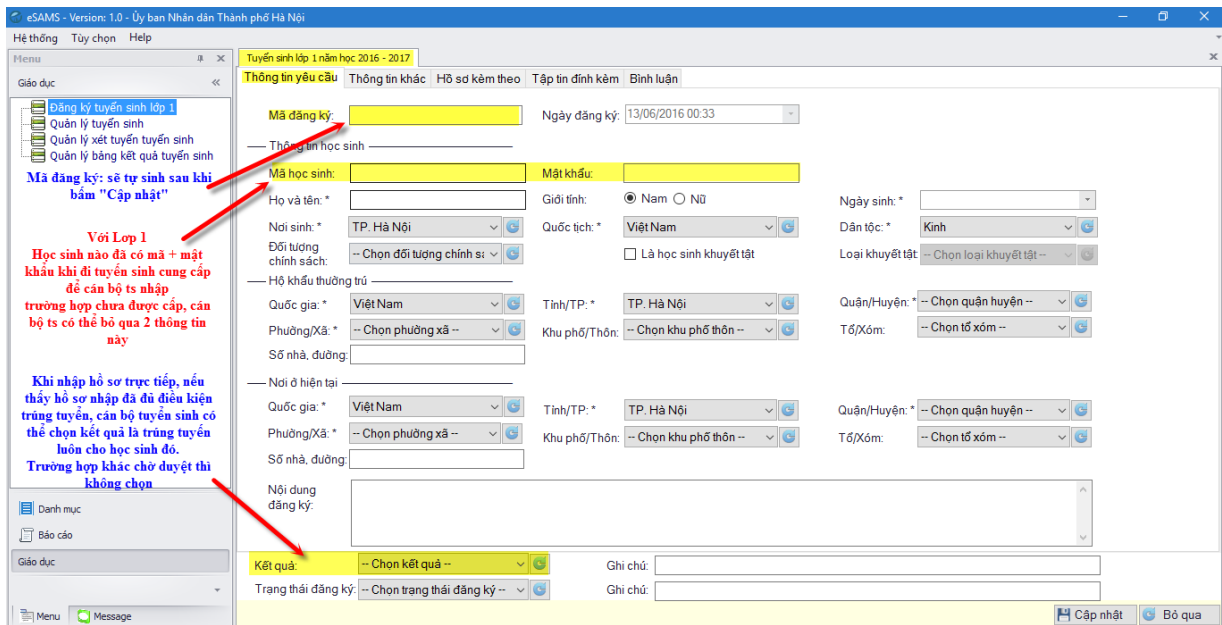 eSAMS - Version: 1.0 - Ủy ban Nhân dân Thành phố Hà Nội
Hệ thống Tùy chọn Help
Menu
Giáo dục
Đăng ký tuyển sinh lớp 1
Quản lý tuyển sinh
Quản lý xét tuyển tuyển sinh
Quản lý bảng kết quả tuyển sinh
Mã đăng ký: sẽ tự sinh sau khi
bấm "Cập nhật"
Với Lơp 1
Học sinh nào đã có mã + mật
khẩu khi đi tuyển sinh cung cấp
để cán bộ ts nhập
trường hợp chưa được cấp, cán
bộ ts có thể bỏ qua 2 thông tin
này
Khi nhập hồ sơ trực tiếp, nếu
thấy hồ sơ nhập đã đủ điều kiện
trúng tuyển, cán bộ tuyển sinh có
thể chọn kết quả là trúng tuyển
luôn cho học sinh đó.
Trường hợp khác chờ duyệt thì
không chọn
Danh mục
Báo cáo
Giáo dục
Menu Message
Tuyển sinh lớp 1 năm học 2016 - 2017
Thông tin yêu cầu Thông tin khác Hồ sơ kèm theo Tập tin đính kèm Bình luận
Mã đăng ký: Ngày đăng ký: 13/06/2016 00:33
Thông tin học sinh
Mã học sinh: Mật khẩu:
Họ và tên: * Giới tính: Nam Nữ Ngày sinh: *
Nơi sinh: * TP. Hà Nội Quốc tịch: * Việt Nam Dân tộc: * Kinh
Đối tượng
chính sách: -- Chọn đối tượng chính sá Là học sinh khuyết tật Loại khuyết tật -- Chọn loại khuyết tật --
Hộ khẩu thường trú
Quốc gia: * Việt Nam Tỉnh/TP: * TP. Hà Nội Quận/Huyện: * -- Chọn quận huyện --
Phường/Xã: * -- Chọn phường xã -- Khu phố/Thôn: -- Chọn khu phố thôn -- Tổ/Xóm: -- Chọn tổ xóm --
Số nhà, đường:
Nơi ở hiện tại
Quốc gia: * Việt Nam Tỉnh/TP: * TP. Hà Nội Quận/Huyện: * -- Chọn quận huyện --
Phường/Xã: * -- Chọn phường xã -- Khu phố/Thôn: -- Chọn khu phố thôn -- Tổ/Xóm: -- Chọn tổ xóm --
Số nhà, đường:
Nội dung
đăng ký:
Kết quả: -- Chọn kết quả -- Ghi chú:
Trạng thái đăng ký: -- Chọn trạng thái đăng ký -- Ghi chú:
Cập nhật Bỏ qua